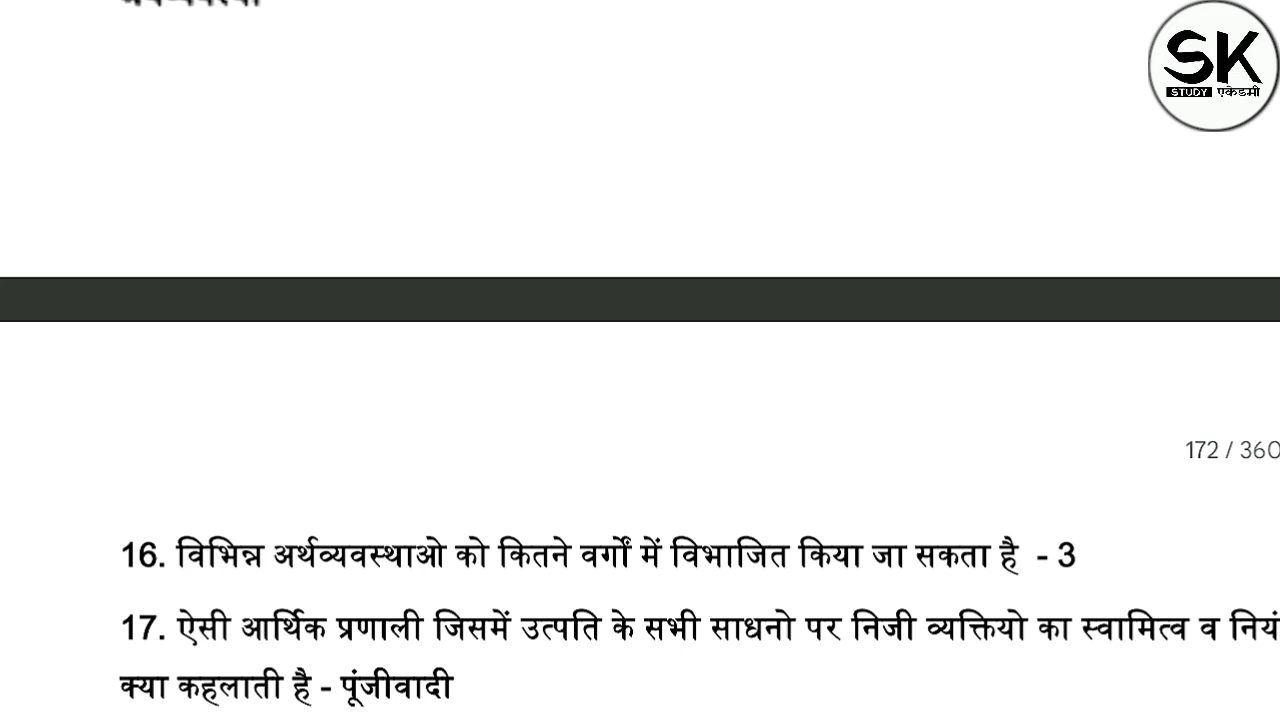 SK
STUDY एकेडमी
172 / 360
16. विभिन्न अर्थव्यवस्थाओ को कितने वर्गों में विभाजित किया जा सकता है - 3
17. ऐसी आर्थिक प्रणाली जिसमें उत्पति के सभी साधनो पर निजी व्यक्तियो का स्वामित्व व
क्या कहलाती है - पूंजीवादी